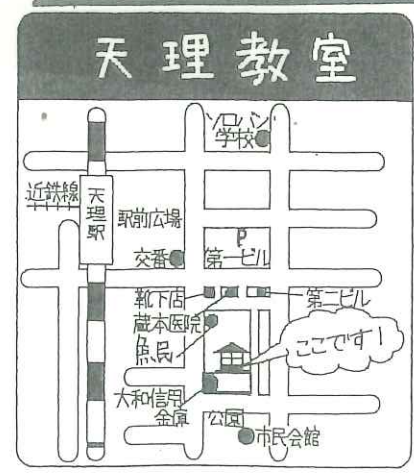 天理教室
ソロバン
学校
近鉄線
天理駅
駅前広場
P
交番
第一ビル
靴下店
第二ビル
蔵本医院
魚民
ここです!
大和信用
金庫
公園
市民会館